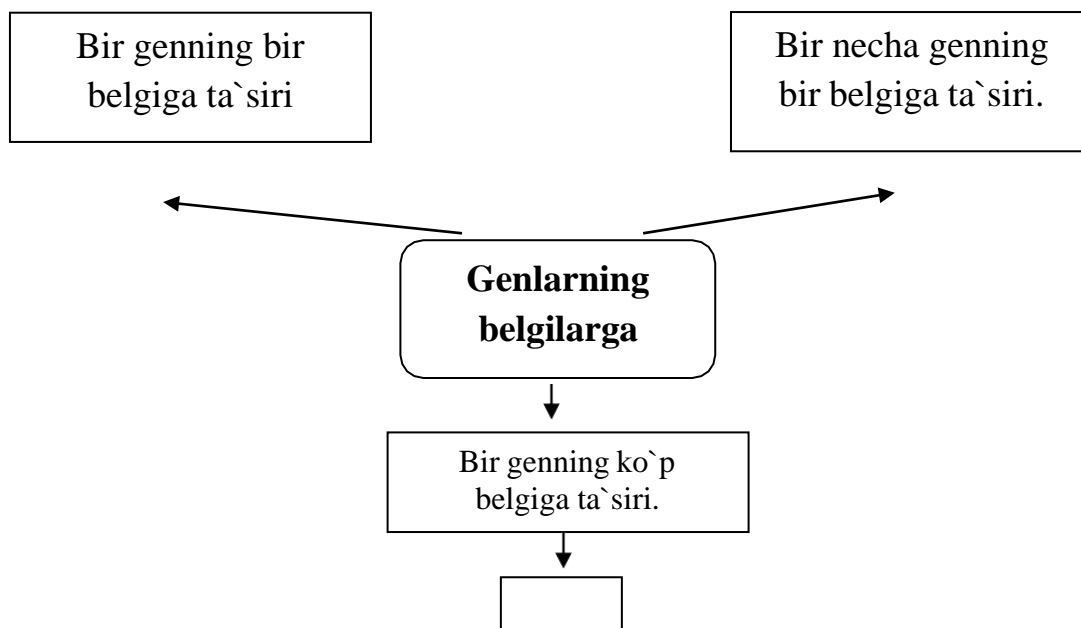 Bir genning bir
belgiga ta`siri
Bir necha genning
bir belgiga ta`siri.
Genlarning
belgilarga
Bir genning ko`p
belgiga ta`siri.